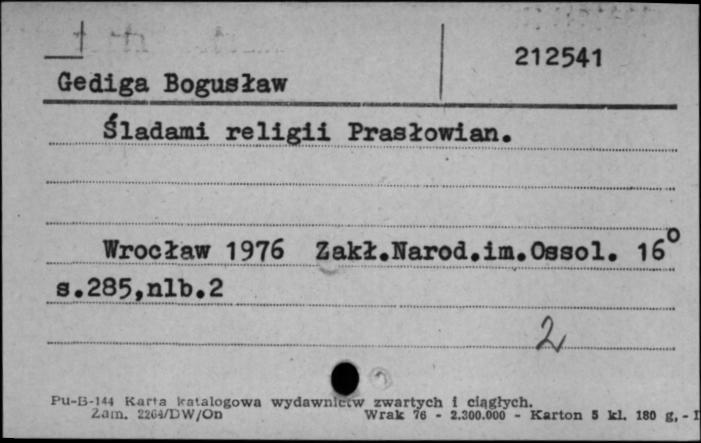 212541
Gediga Bogusław
Śladami religii Prasłowian.
Wrocław 1976 Zakł.Narod.im.Ossol. 16°
s.285,nlb.2
2
Pu-B-144 Karta katalogowa wydawnictw zwartych i ciągłych.
Zam. 2264/DW/On Wrak 76 - 2.300.000 - Karton 5 kl. 180 g, - I